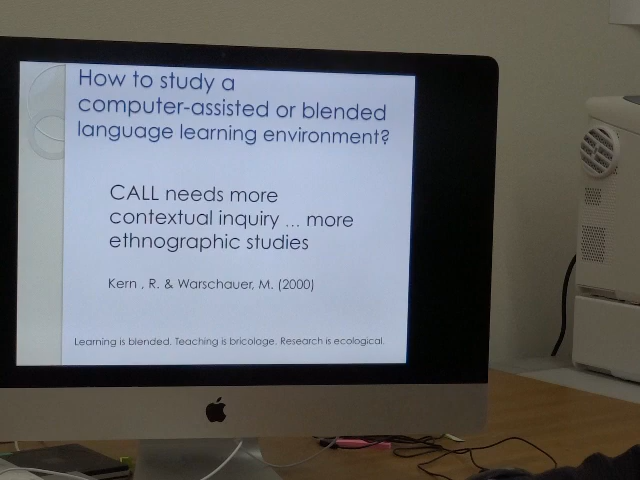 How to study a
computer-assisted or blended
language learning environment?
CALL needs more
contextual inquiry ... more
ethnographic studies
Kern , R. & Warschauer, M. (2000)
Learning is blended. Teaching is bricologe. Research is ecological.